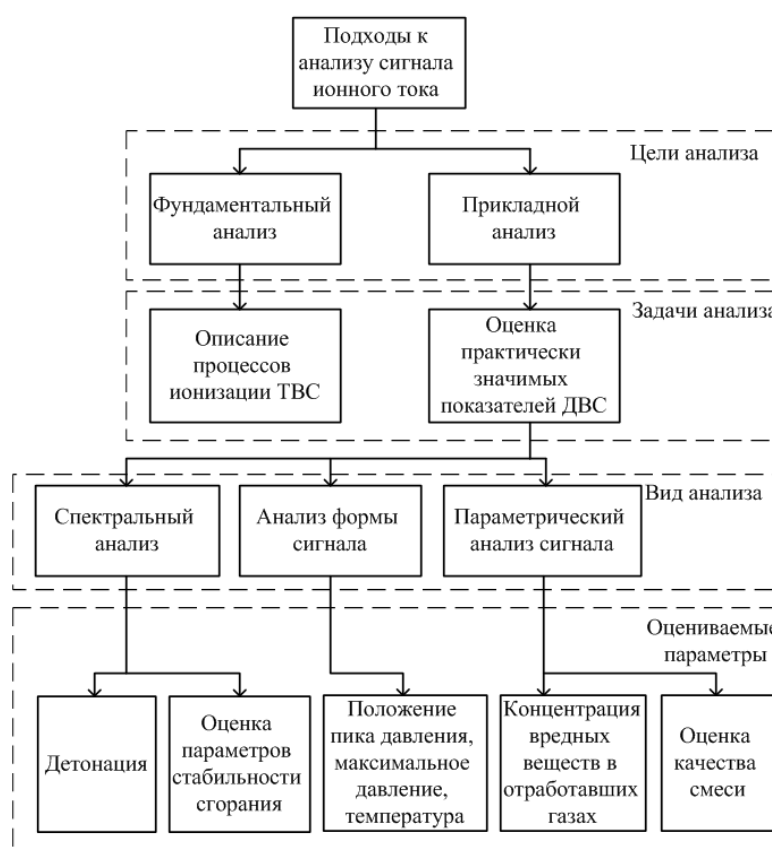 Подходы к
анализу сигнала
ионного тока
Цели анализа
Фундаментальный
анализ
Прикладной
анализ
Задачи анализа
Описание
процессов
ионизации ТВС
Оценка
практически
значимых
показателей ДВС
Вид анализа
Спектральный
анализ
Анализ формы
сигнала
Параметрический
анализ сигнала
Оцениваемые
параметры
Детонация
Оценка
параметров
стабильности
сгорания
Положение
пика давления,
максимальное
давление,
температура
Концентрация
вредных
веществ в
отработавших
газах
Оценка
качества
смеси